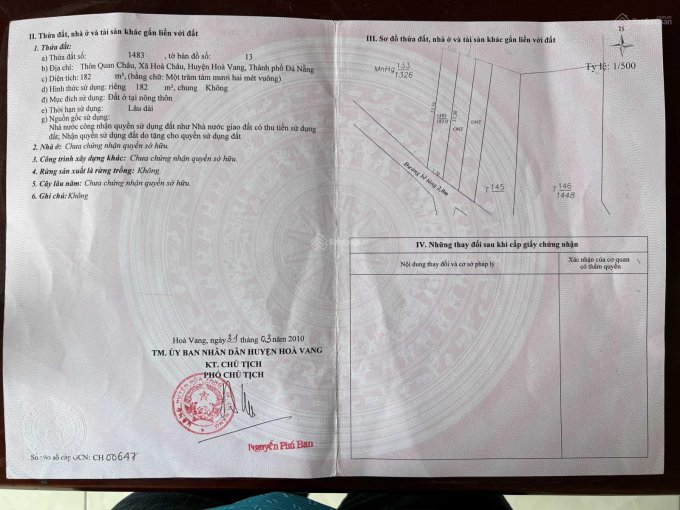 II. Thửa đất, nhà ở và tài sản khác gắn liền với đất
1. Thửa đất:
a) Thửa đất số: 1483 , tờ bản đồ số: 13
b) Địa chỉ: Thôn Quan Châu, Xã Hoà Châu, Huyện Hoà Vang, Thành phố Đà Nẵng
c) Diện tích: 182 m², (bằng chữ: Một trăm tám mươi hai mét vuông)
d) Hình thức sử dụng: riêng 182 m², chung Không
đ) Mục đích sử dụng: Đất ở tại nông thôn
e) Thời hạn sử dụng: Lâu dài
g) Nguồn gốc sử dụng:
Nhà nước công nhận quyền sử dụng đất như Nhà nước giao đất có thu tiền sử dụng
đất; Nhận quyền sử dụng đất do tặng cho quyền sử dụng đất
2. Nhà ở: Chưa chứng nhận quyền sở hữu.
3. Công trình xây dựng khác: Chưa chứng nhận quyền sở hữu.
4. Rừng sản xuất là rừng trồng: Không.
5. Cây lâu năm: Chưa chứng nhận quyền sở hữu.
6. Ghi chú: Không
Hoà Vang, ngày 31 tháng 03 năm 2010
TM. ỦY BAN NHÂN DÂN HUYỆN HOÀ VANG
KT. CHỦ TỊCH
PHÓ CHỦ TỊCH
Nguyễn Phú Ban
Số vào sổ cấp GCN: CH 00647
III. Sơ đồ thửa đất, nhà ở và tài sản khác gắn liền với đất
Tỷ lệ: 1/500
MnHg 133
1326
1483
ONT
ONT
Đường bê tông 2.0m
T 145
T 146
1448
IV. Những thay đổi sau khi cấp giấy chứng nhận
Nội dung thay đổi và cơ sở pháp lý
Xác nhận của cơ quan
có thẩm quyền